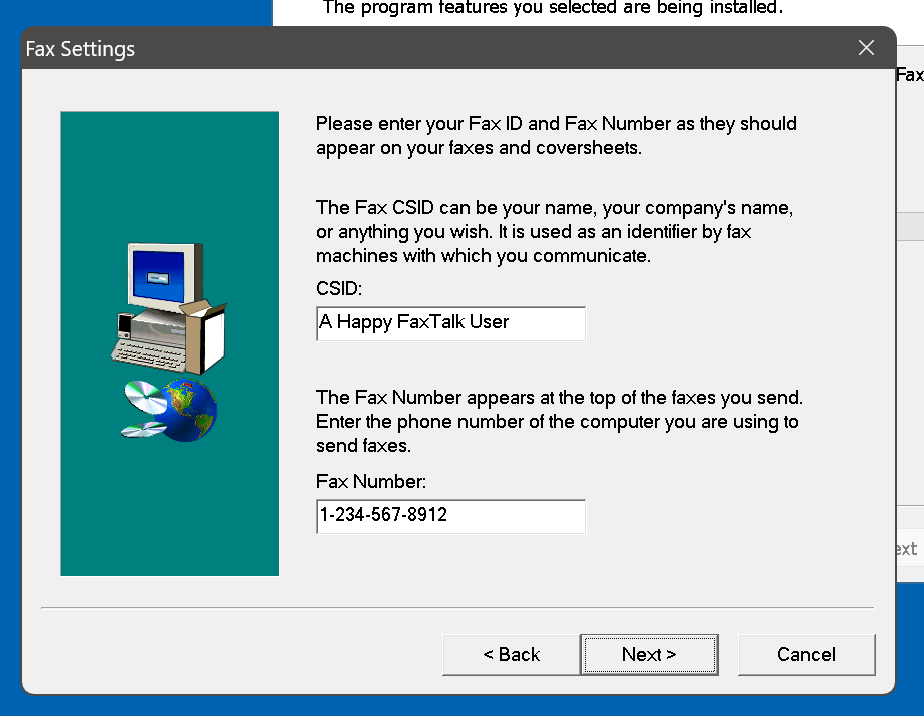 The program features you selected are being installed.
Fax Settings
Fax
Please enter your Fax ID and Fax Number as they should
appear on your faxes and coversheets.
The Fax CSID can be your name, your company's name,
or anything you wish. It is used as an identifier by fax
machines with which you communicate.
CSID:
A Happy FaxTalk User
The Fax Number appears at the top of the faxes you send.
Enter the phone number of the computer you are using to
send faxes.
Fax Number:
1-234-567-8912
ext
< Back
Next >
Cancel